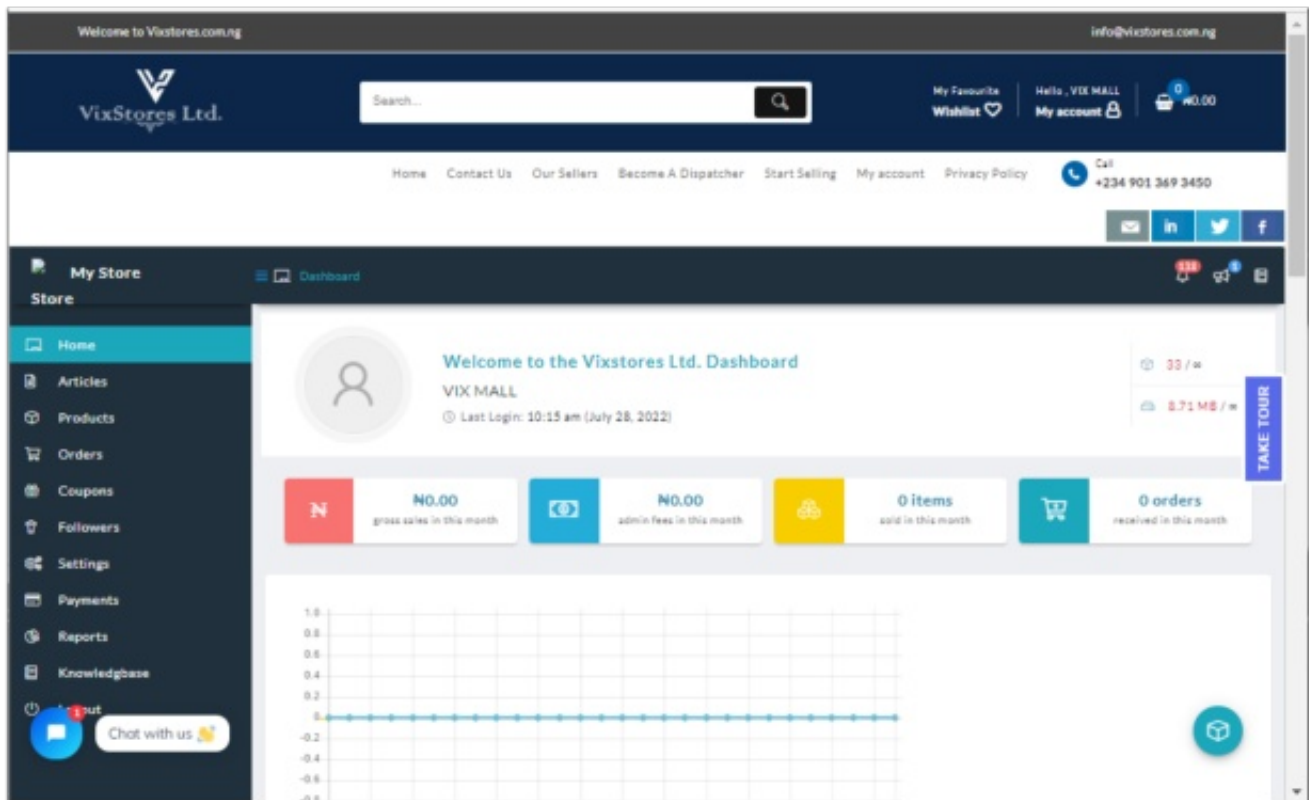 Welcome to Vixstores.com.ng
info@vixstores.com.ng
VixStores Ltd.
Search...
My Favourite
Wishlist
Hello , VIX MALL
My account
0
₦0.00
Home Contact Us Our Sellers Become A Dispatcher Start Selling My account Privacy Policy
Call
+234 901 369 3450
in
f
My Store
Store
Dashboard
Home
Articles
Products
Orders
Coupons
Followers
Settings
Payments
Reports
Knowledgbase
1
Chat with us
Welcome to the Vixstores Ltd. Dashboard
VIX MALL
Last Login: 10:15 am (July 28, 2022)
33 / ∞
8.71 MB / ∞
TAKE TOUR
₦0.00
gross sales in this month
₦0.00
admin fees in this month
0 items
sold in this month
0 orders
received in this month
1.0
0.8
0.6
0.4
0.2
0
-0.2
-0.4
-0.6
-0.8